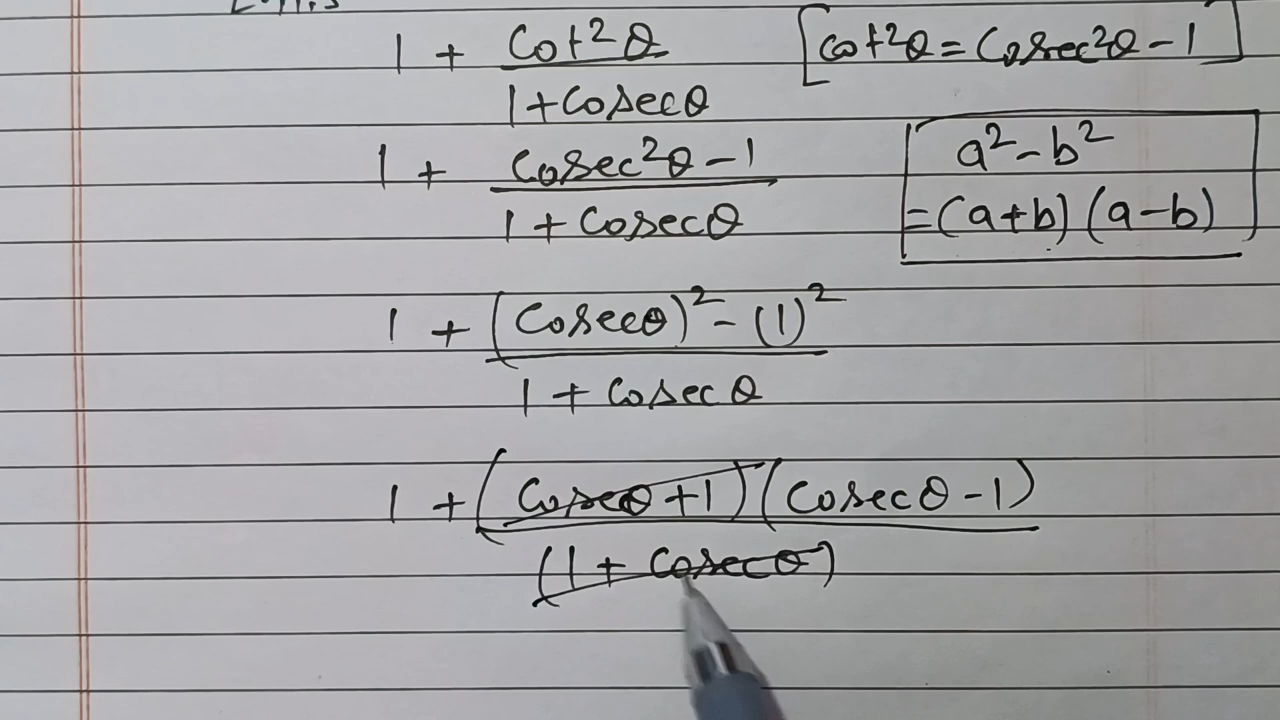 1 + Cot²θ [cot²θ = Cosec²θ - 1]
1 + Cosecθ
1 + Cosec²θ - 1 a² - b²
1 + Cosecθ = (a+b) (a-b)
1 + (Cosecθ)² - (1)²
1 + Cosecθ
1 + (Cosecθ + 1) (Cosecθ - 1)
(1 + Cosecθ)